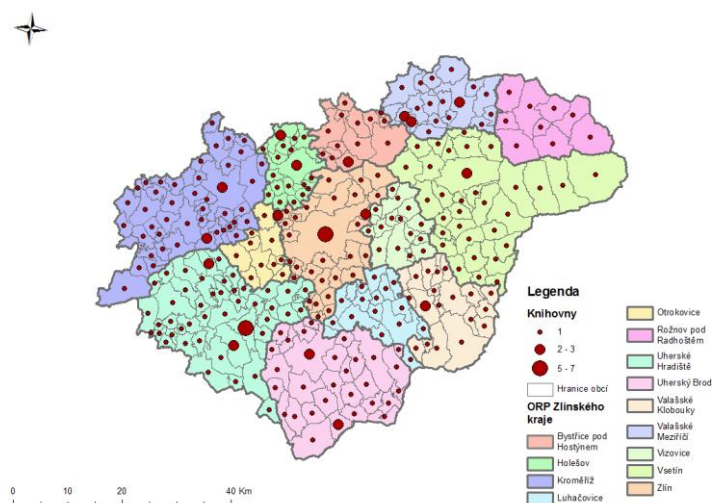 Legenda
Knihovny
1
2 - 3
5 - 7
Hranice obcí
ORP Zlínského
kraje
Bystřice pod
Hostýnem
Holešov
Kroměříž
Luhačovice
Otrokovice
Rožnov pod
Radhoštěm
Uherské
Hradiště
Uherský Brod
Valašské
Klobouky
Valašské
Meziříčí
Vizovice
Vsetín
Zlín
0 10 20 40 Km